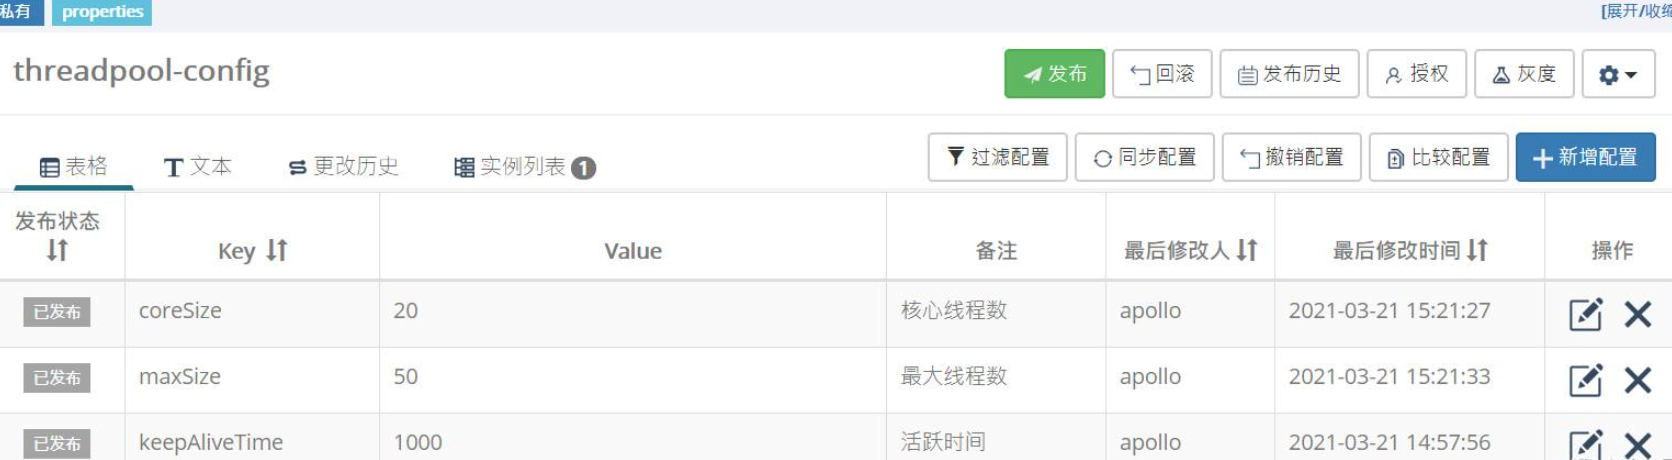 私有 properties [展开/收缩
threadpool-config 发布 回滚 发布历史 授权 灰度
表格 文本 更改历史 实例列表 1 过滤配置 同步配置 撤销配置 比较配置 新增配置
发布状态 Key Value 备注 最后修改人 最后修改时间 操作
已发布 coreSize 20 核心线程数 apollo 2021-03-21 15:21:27
已发布 maxSize 50 最大线程数 apollo 2021-03-21 15:21:33
已发布 keepAliveTime 1000 活跃时间 apollo 2021-03-21 14:57:56